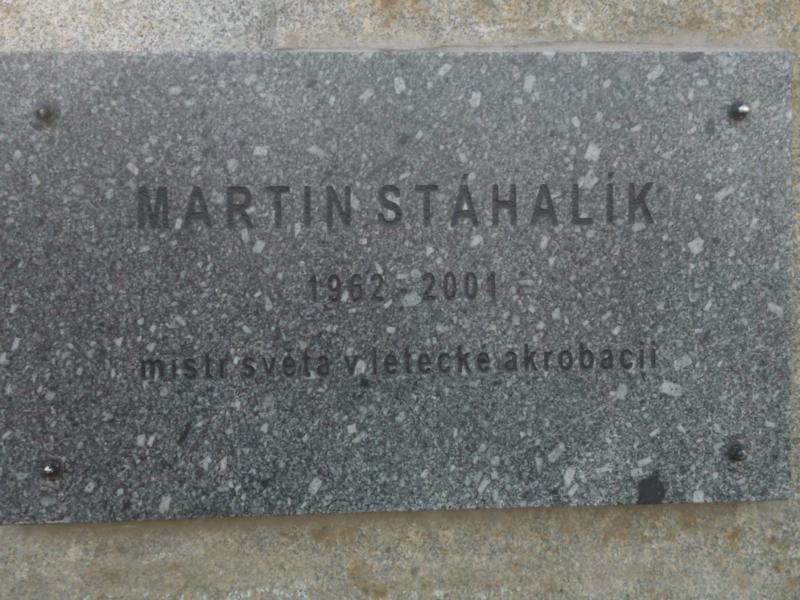 MARTIN STÁHALÍK
1962 - 2001
mistr světa v letecké akrobacii